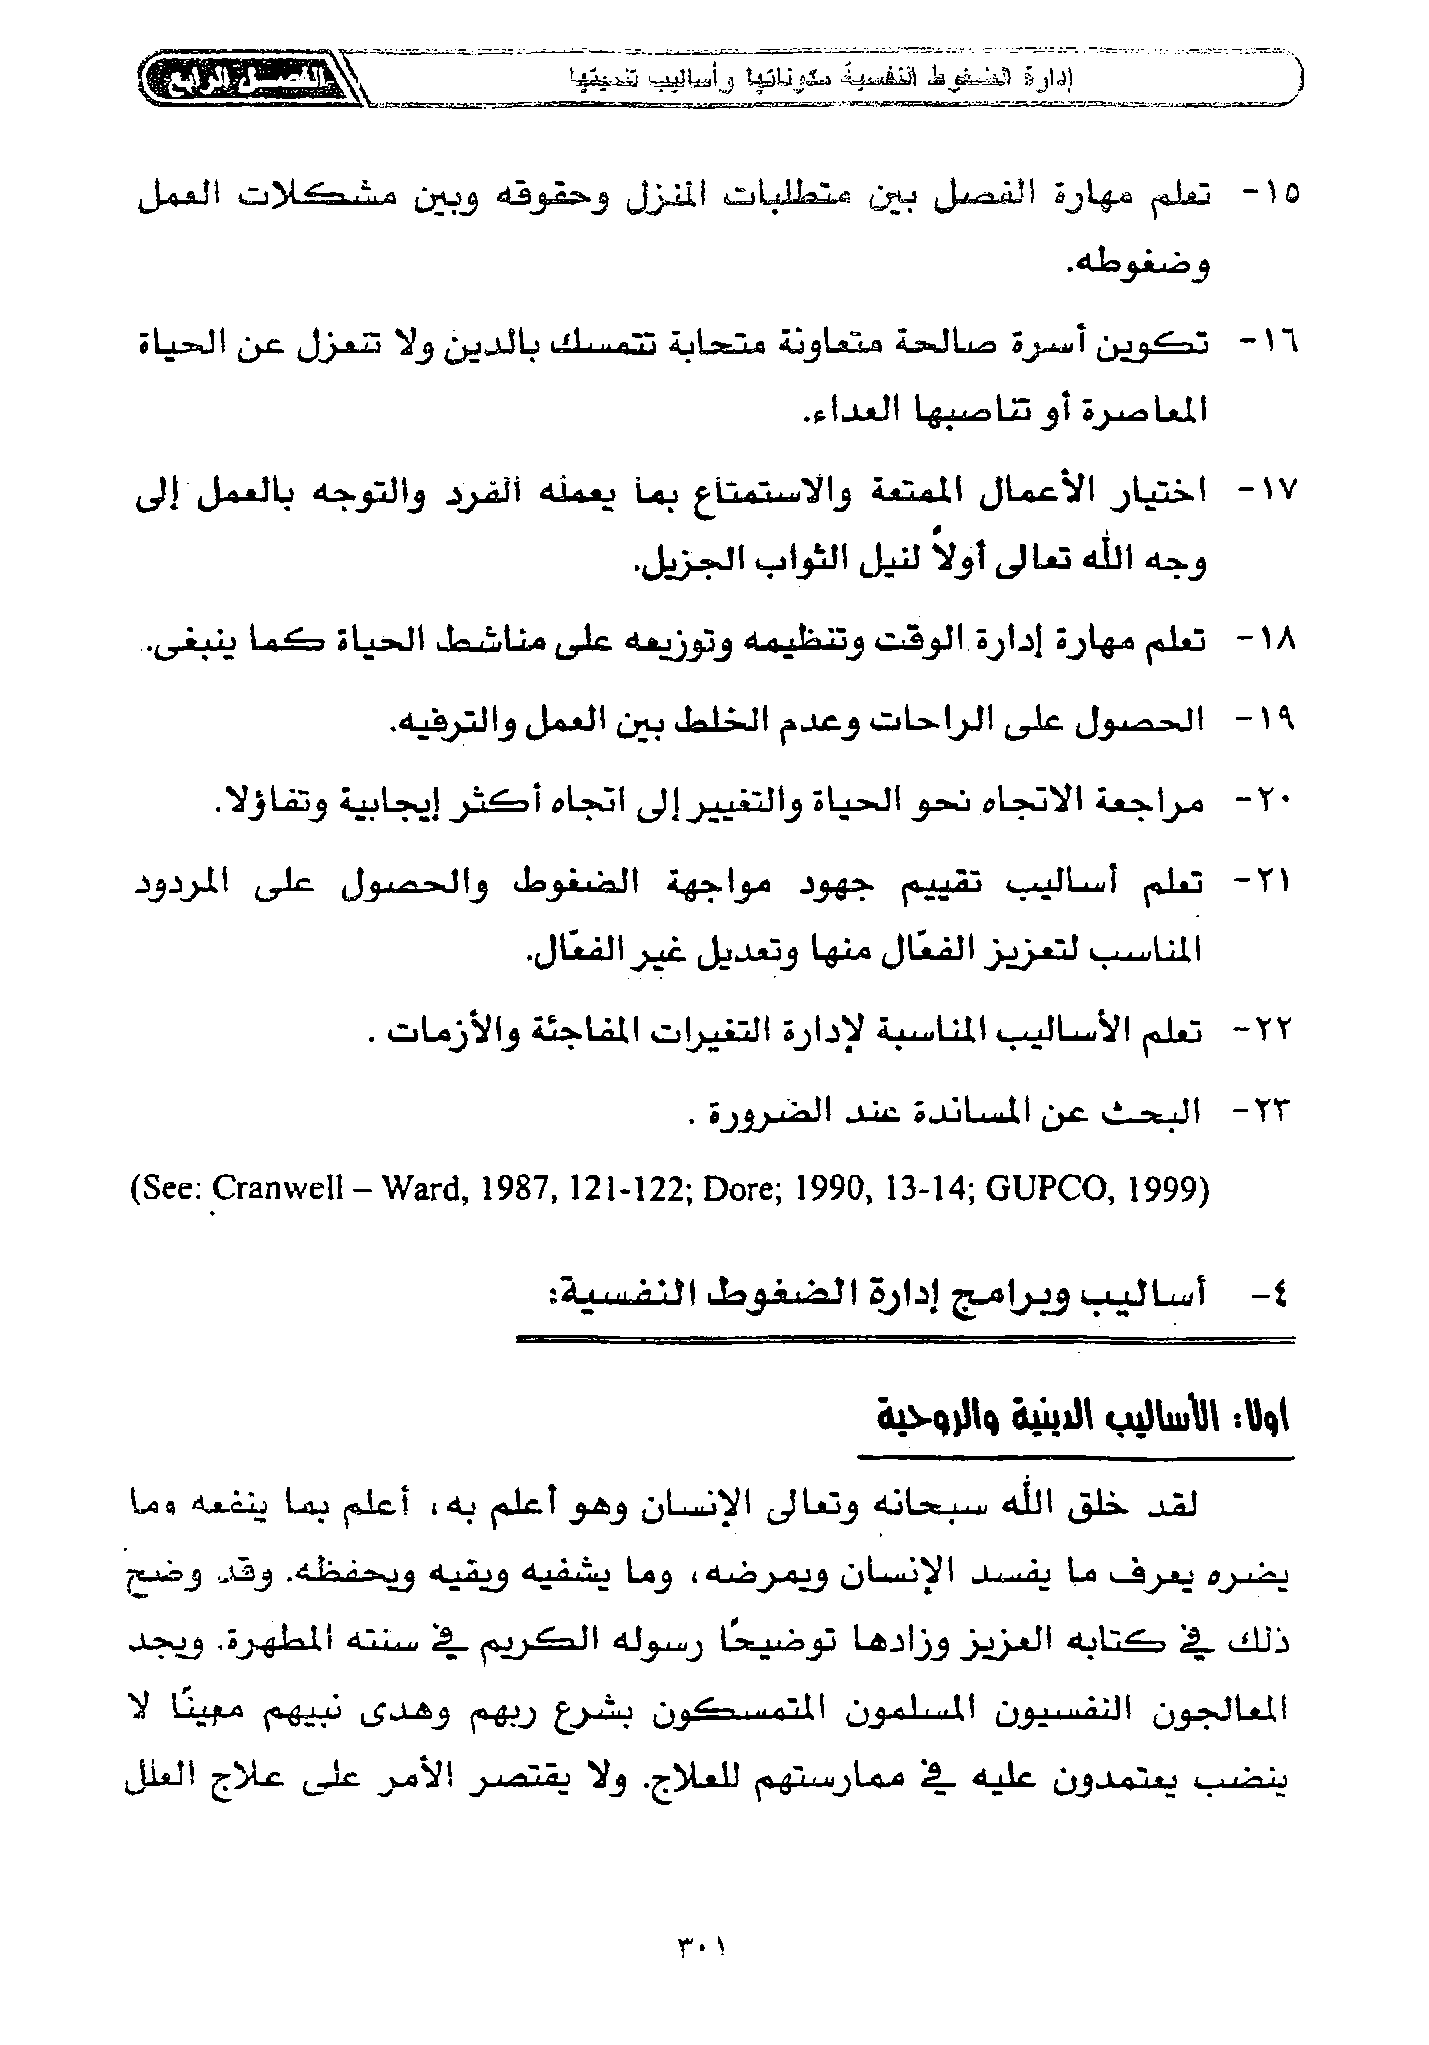 إدارة الضغوط النفسية مكوناتها وأساليب تنميتها
الفصل الرابع
١٥- تعلم مهارة الفصل بين متطلبات المنزل وحقوقه وبين مشكلات العمل
وضغوطه.
١٦- تكوين أسرة صالحة متعاونة متحابة تتمسك بالدين ولا تنعزل عن الحياة
المعاصرة أو تناصبها العداء.
١٧- اختيار الأعمال الممتعة والاستمتاع بما يعمله الفرد والتوجه بالعمل إلى
وجه الله تعالى أولاً لنيل الثواب الجزيل.
١٨- تعلم مهارة إدارة الوقت وتنظيمه وتوزيعه على مناشط الحياة كما ينبغى.
١٩- الحصول على الراحات وعدم الخلط بين العمل والترفيه.
٢٠- مراجعة الاتجاه نحو الحياة والتغيير إلى اتجاه أكثر إيجابية وتفاؤلا.
٢١- تعلم أساليب تقييم جهود مواجهة الضغوط والحصول على المردود
المناسب لتعزيز الفعّال منها وتعديل غير الفعّال.
٢٢- تعلم الأساليب المناسبة لإدارة التغيرات المفاجئة والأزمات .
٢٣- البحث عن المساندة عند الضرورة .
(See: Cranwell – Ward, 1987, 121-122; Dore; 1990, 13-14; GUPCO, 1999)
٤- أساليب وبرامج إدارة الضغوط النفسية:
اولا: الأساليب الدينية والروحية
لقد خلق الله سبحانه وتعالى الإنسان وهو أعلم به، أعلم بما ينفعه وما
يضره يعرف ما يفسد الإنسان ويمرضه، وما يشفيه ويقيه ويحفظه. وقد وضح
ذلك في كتابه العزيز وزادها توضيحًا رسوله الكريم في سنته المطهرة. ويجد
المعالجون النفسيون المسلمون المتمسكون بشرع ربهم وهدى نبيهم معينًا لا
ينضب يعتمدون عليه في ممارستهم للعلاج. ولا يقتصر الأمر على علاج العلل
٣٠١